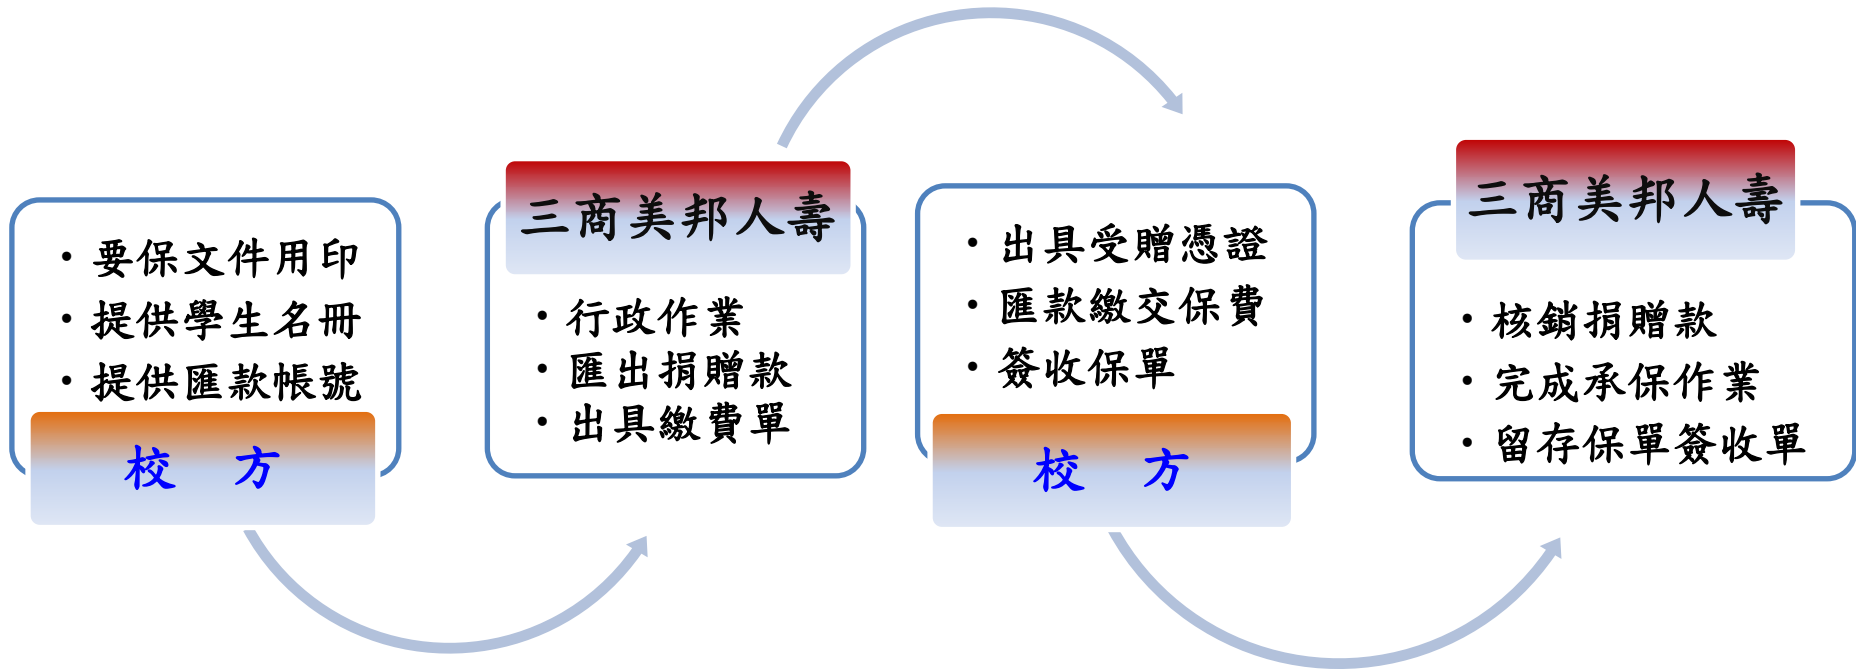 ・要保文件用印
・提供學生名冊
・提供匯款帳號
校 方
三商美邦人壽
・行政作業
・匯出捐贈款
・出具繳費單
・出具受贈憑證
・匯款繳交保費
・簽收保單
校 方
三商美邦人壽
・核銷捐贈款
・完成承保作業
・留存保單簽收單